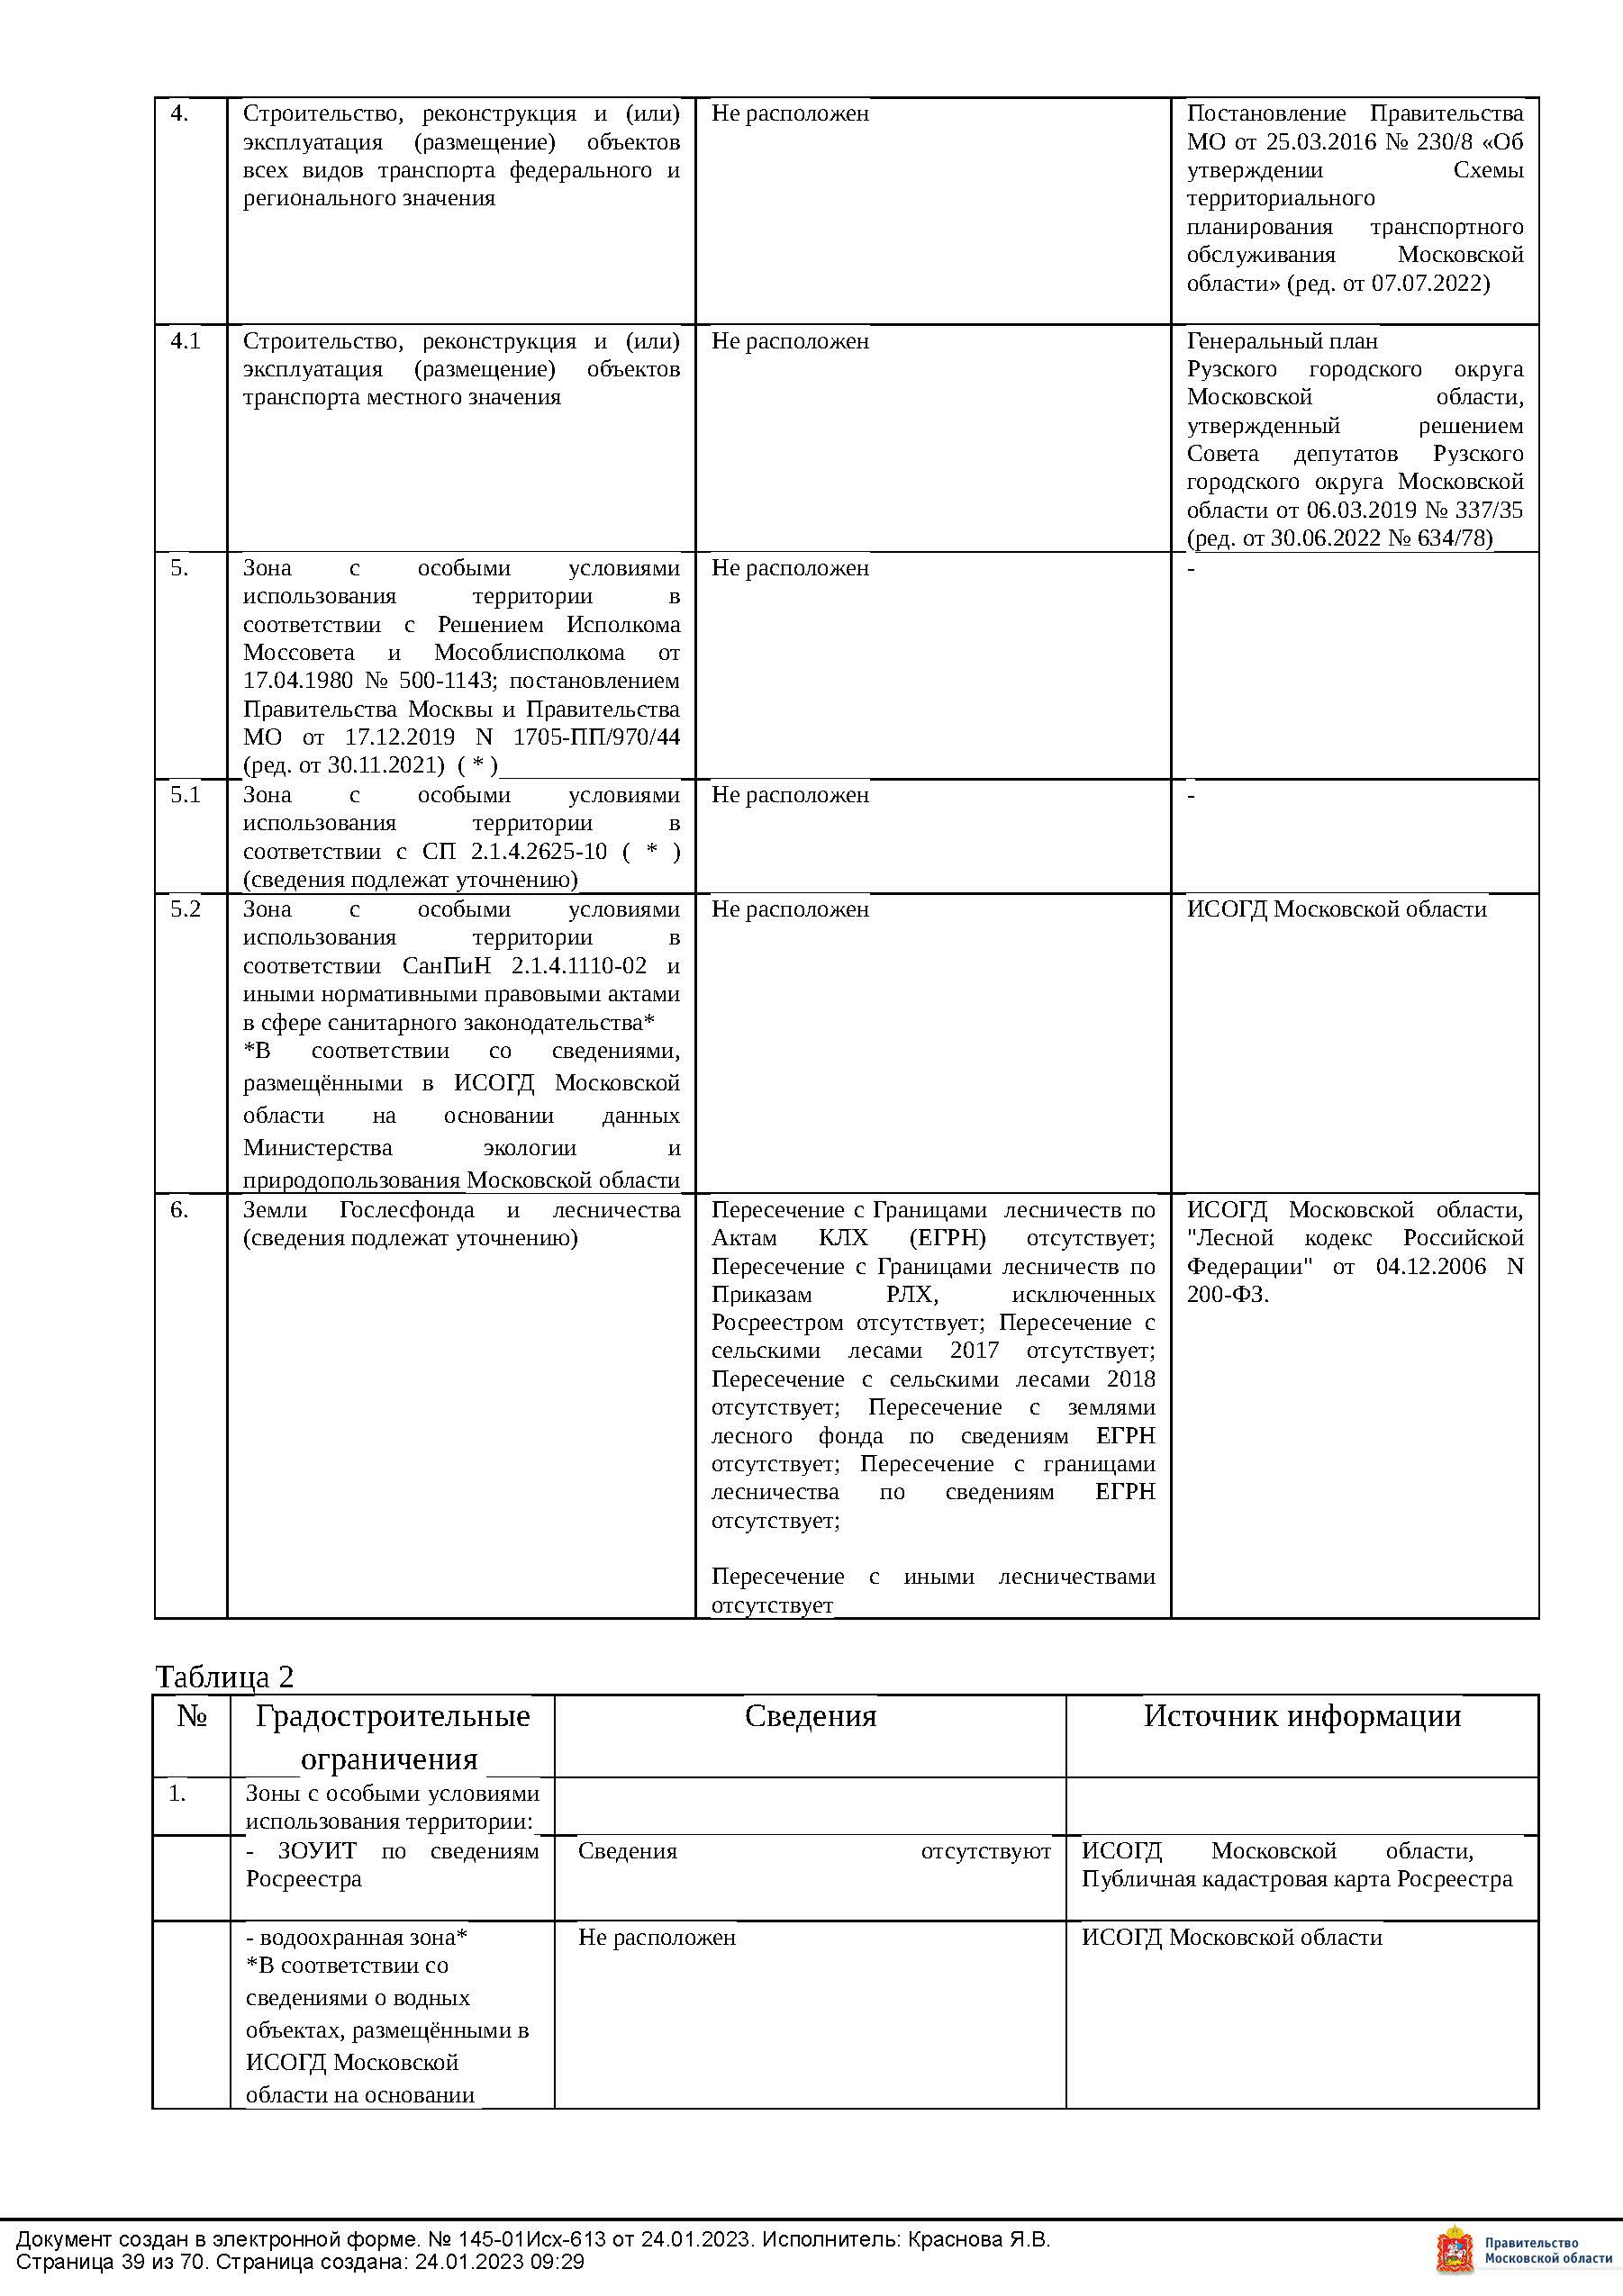 4.
Строительство, реконструкция и (или)
эксплуатация (размещение) объектов
всех видов транспорта федерального и
регионального значения
Не расположен
Постановление Правительства
МО от 25.03.2016 № 230/8 «Об
утверждении Схемы
территориального
планирования транспортного
обслуживания Московской
области» (ред. от 07.07.2022)
4.1
Строительство, реконструкция и (или)
эксплуатация (размещение) объектов
транспорта местного значения
Не расположен
Генеральный план
Рузского городского округа
Московской области,
утвержденный решением
Совета депутатов Рузского
городского округа Московской
области от 06.03.2019 № 337/35
(ред. от 30.06.2022 № 634/78)
5.
Зона с особыми условиями
использования территории в
соответствии с Решением Исполкома
Моссовета и Мособлисполкома от
17.04.1980 № 500-1143; постановлением
Правительства Москвы и Правительства
МО от 17.12.2019 N 1705-ПП/970/44
(ред. от 30.11.2021) ( * )
Не расположен
-
5.1
Зона с особыми условиями
использования территории в
соответствии с СП 2.1.4.2625-10 ( * )
(сведения подлежат уточнению)
Не расположен
-
5.2
Зона с особыми условиями
использования территории в
соответствии СанПиН 2.1.4.1110-02 и
иными нормативными правовыми актами
в сфере санитарного законодательства*
*В соответствии со сведениями,
размещёнными в ИСОГД Московской
области на основании данных
Министерства экологии и
природопользования Московской области
Не расположен
ИСОГД Московской области
6.
Земли Гослесфонда и лесничества
(сведения подлежат уточнению)
Пересечение с Границами лесничеств по
Актам КЛХ (ЕГРН) отсутствует;
Пересечение с Границами лесничеств по
Приказам РЛХ, исключенных
Росреестром отсутствует; Пересечение с
сельскими лесами 2017 отсутствует;
Пересечение с сельскими лесами 2018
отсутствует; Пересечение с землями
лесного фонда по сведениям ЕГРН
отсутствует; Пересечение с границами
лесничества по сведениям ЕГРН
отсутствует;
Пересечение с иными лесничествами
отсутствует
ИСОГД Московской области,
"Лесной кодекс Российской
Федерации" от 04.12.2006 N
200-ФЗ.
Таблица 2
№
Градостроительные
ограничения
Сведения
Источник информации
1.
Зоны с особыми условиями
использования территории:
- ЗОУИТ по сведениям
Росреестра
Сведения отсутствуют
ИСОГД Московской области,
Публичная кадастровая карта Росреестра
- водоохранная зона*
*В соответствии со
сведениями о водных
объектах, размещёнными в
ИСОГД Московской
области на основании
Не расположен
ИСОГД Московской области
Документ создан в электронной форме. № 145-01Исх-613 от 24.01.2023. Исполнитель: Краснова Я.В.
Страница 39 из 70. Страница создана: 24.01.2023 09:29
Правительство
Московской области